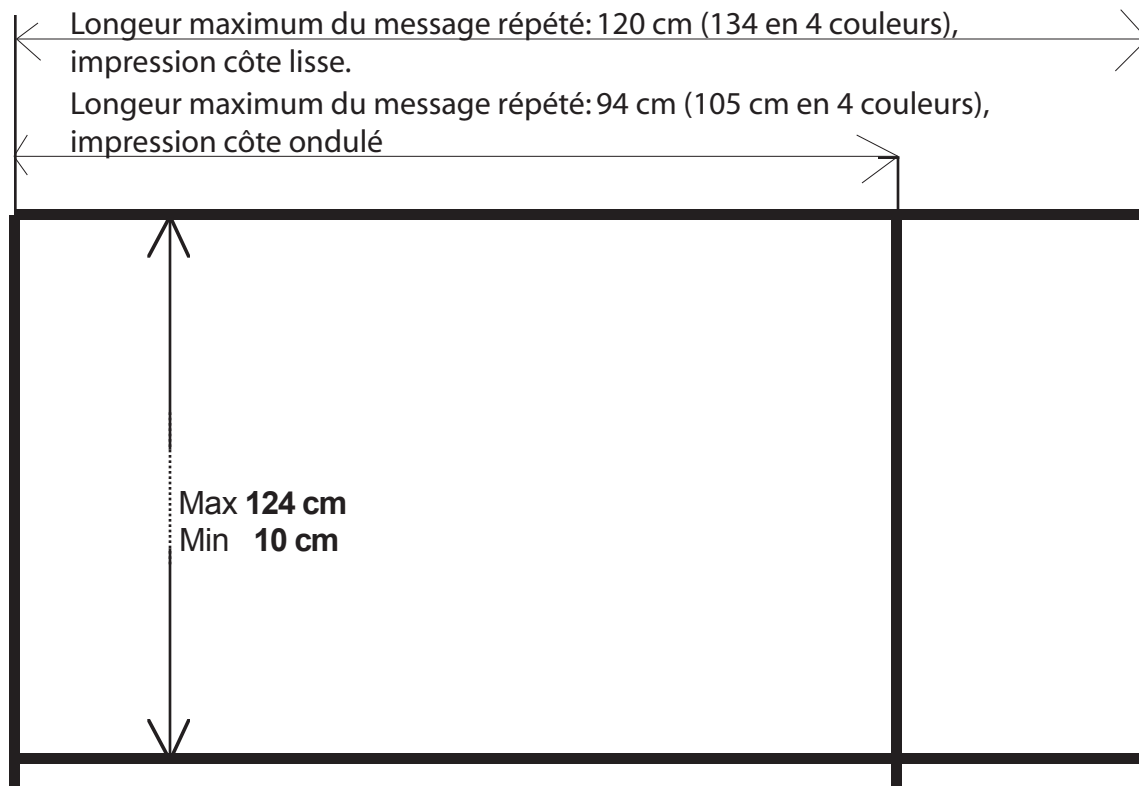 Longeur maximum du message répété: 120 cm (134 en 4 couleurs),
impression côte lisse.
Longeur maximum du message répété: 94 cm (105 cm en 4 couleurs),
impression côte ondulé
Max 124 cm
Min 10 cm